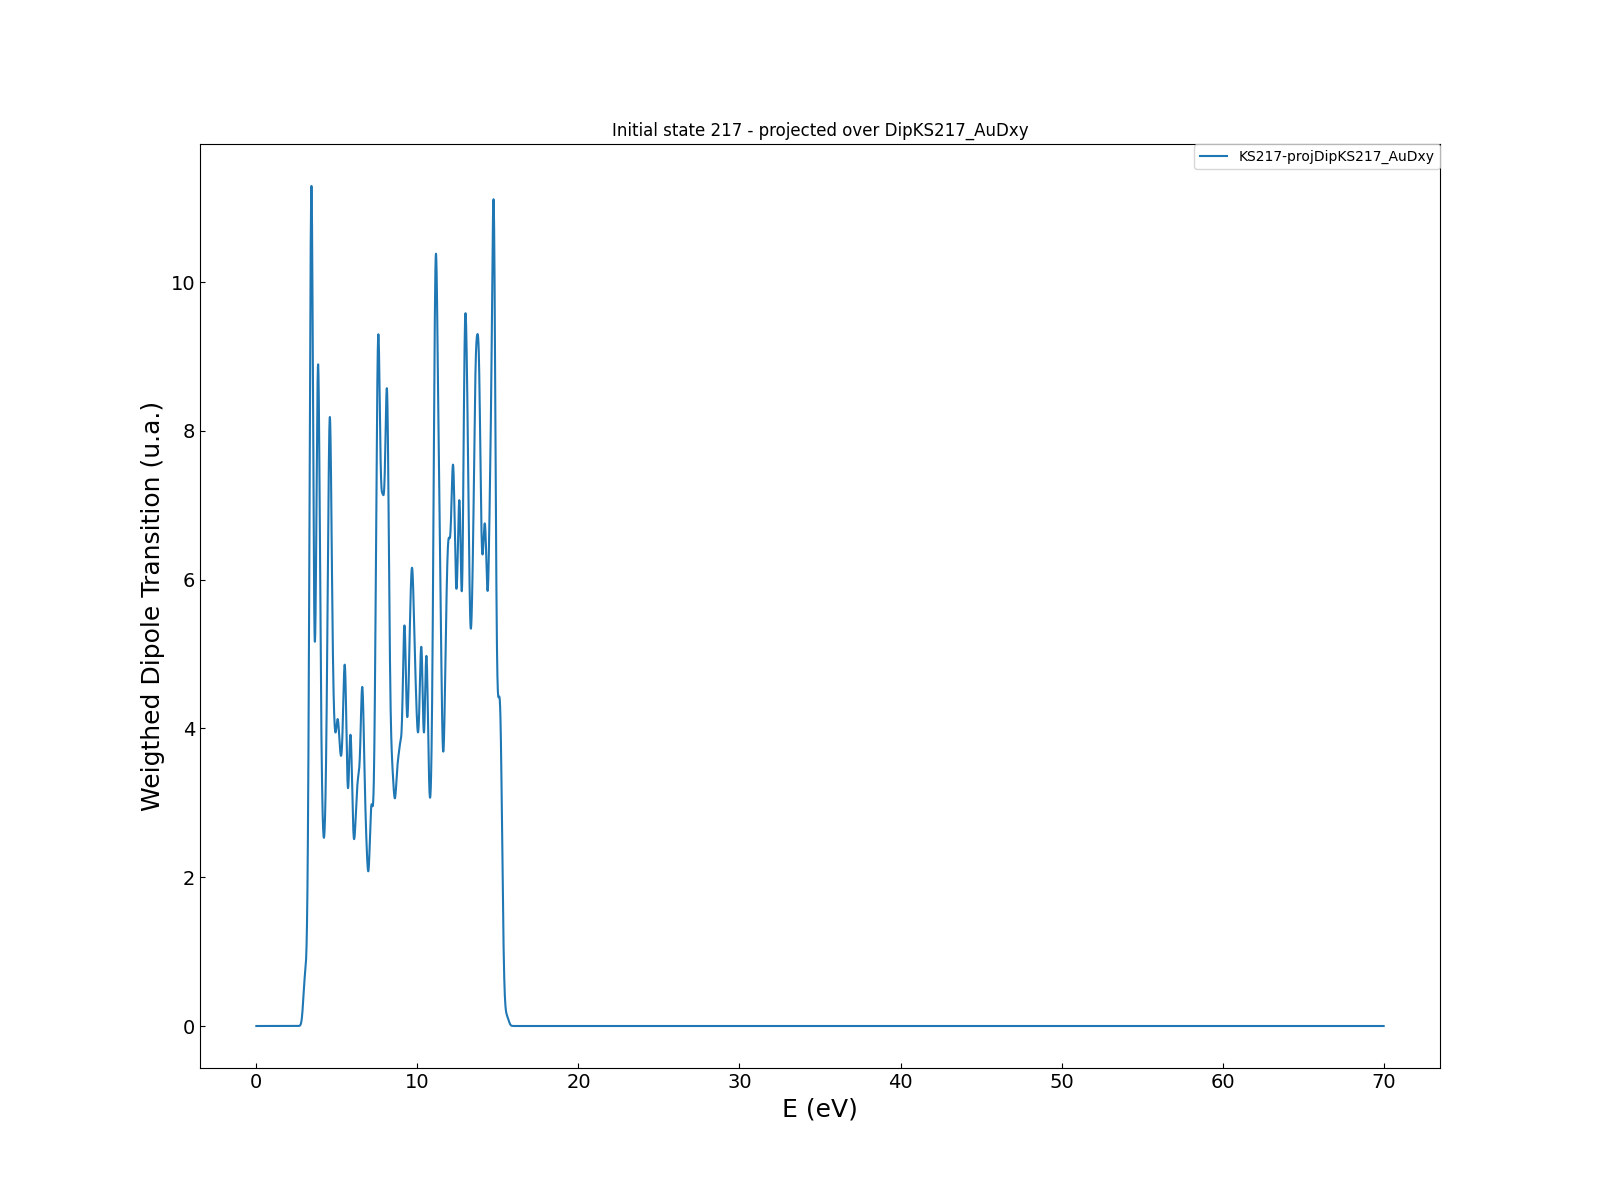 Initial state 217 - projected over DipKS217_AuDxy
KS217-projDipKS217_AuDxy
Weigthed Dipole Transition (u.a.)
10
8
6
4
2
0
0 10 20 30 40 50 60 70
E (eV)